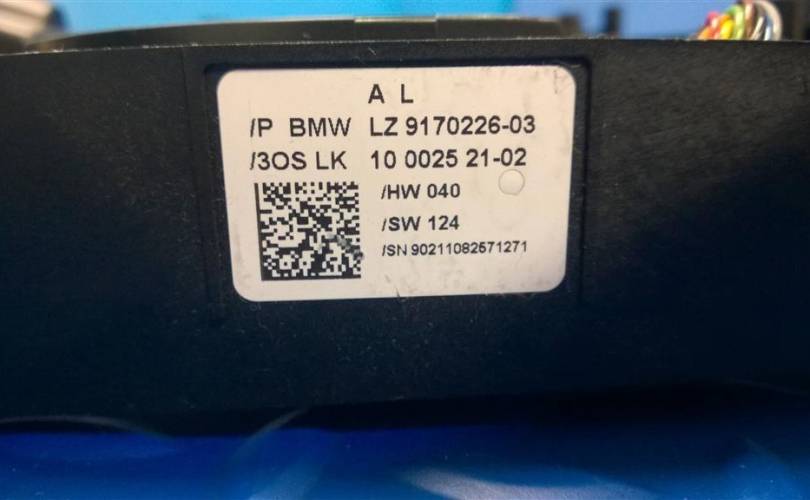 A L
/P BMW LZ 9170226-03
/3OS LK 10 0025 21-02
/HW 040
/SW 124
/SN 90211082571271